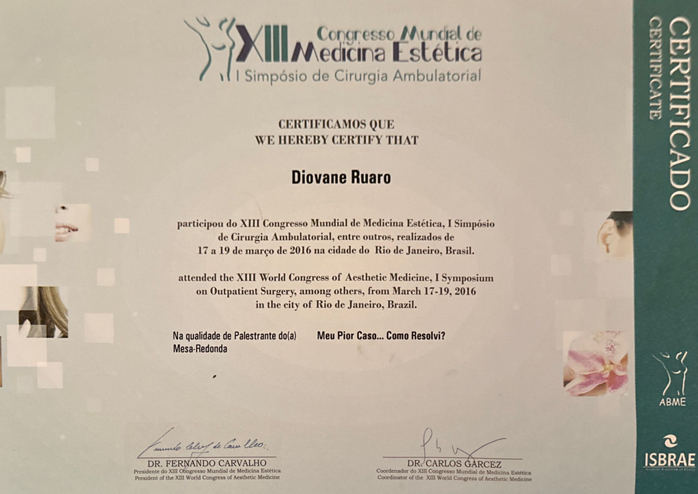 XIII Congresso Mundial de
Medicina Estética
I Simpósio de Cirurgia Ambulatorial
CERTIFICAMOS QUE
WE HEREBY CERTIFY THAT
Diovane Ruaro
participou do XIII Congresso Mundial de Medicina Estética, I Simpósio
de Cirurgia Ambulatorial, entre outros, realizados de
17 a 19 de março de 2016 na cidade do Rio de Janeiro, Brasil.
attended the XIII World Congress of Aesthetic Medicine, I Symposium
on Outpatient Surgery, among others, from March 17-19, 2016
in the city of Rio de Janeiro, Brazil.
Na qualidade de Palestrante do(a) Meu Pior Caso... Como Resolvi?
Mesa-Redonda
DR. FERNANDO CARVALHO
Presidente do XIII Congresso Mundial de Medicina Estética
President of the XIII World Congress of Aesthetic Medicine
DR. CARLOS GARCEZ
Coordenador do XIII Congresso Mundial de Medicina Estética
Coordinator of the XIII World Congress of Aesthetic Medicine
CERTIFICADO
CERTIFICATE
ABME
ISBRAE